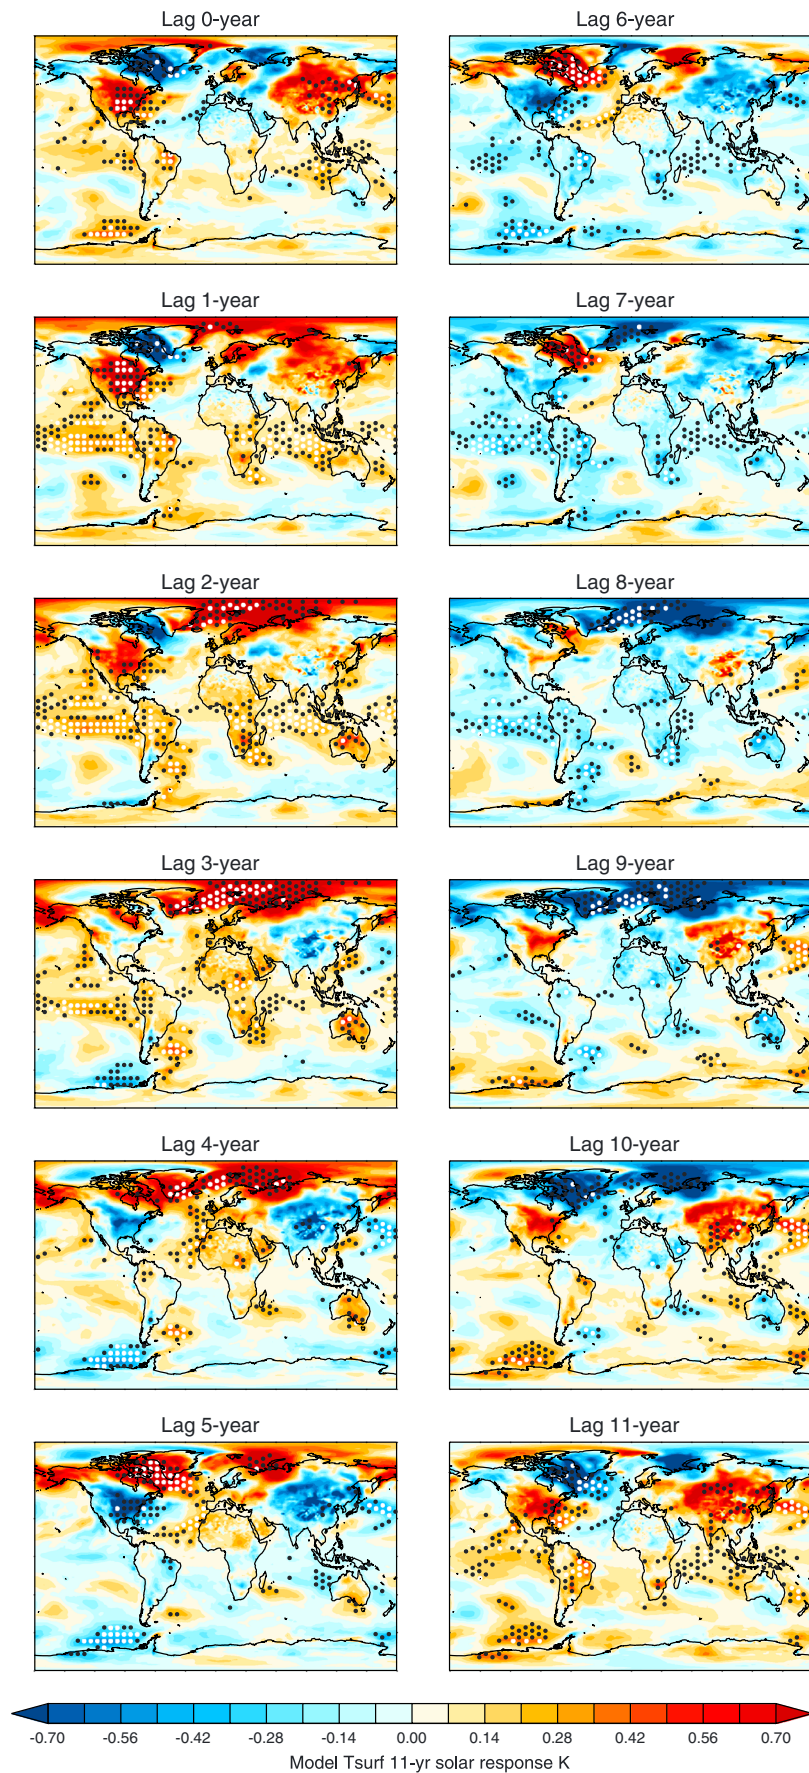 Lag 0-year
Lag 6-year
Lag 1-year
Lag 7-year
Lag 2-year
Lag 8-year
Lag 3-year
Lag 9-year
Lag 4-year
Lag 10-year
Lag 5-year
Lag 11-year
-0.70 -0.56 -0.42 -0.28 -0.14 0.00 0.14 0.28 0.42 0.56 0.70
Model Tsurf 11-yr solar response K